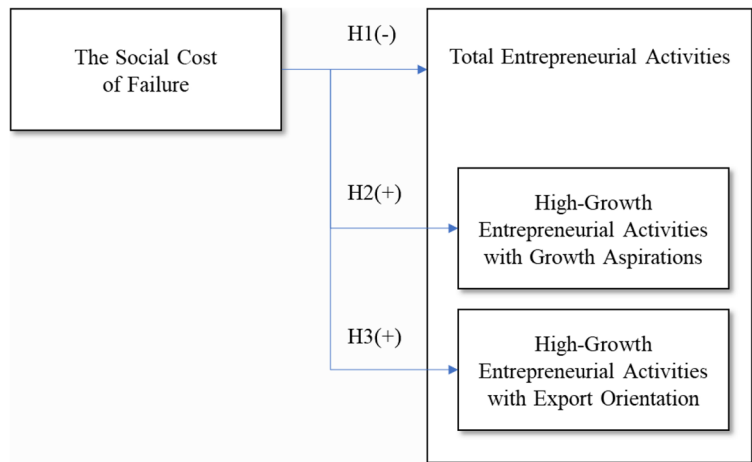 The Social Cost
of Failure
H1(-)
Total Entrepreneurial Activities
H2(+)
High-Growth
Entrepreneurial Activities
with Growth Aspirations
H3(+)
High-Growth
Entrepreneurial Activities
with Export Orientation